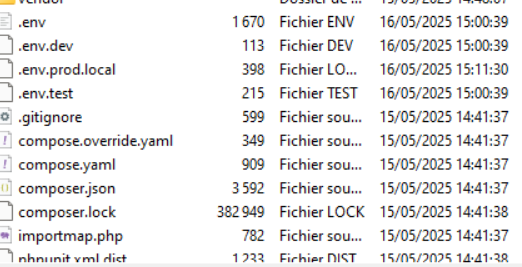 vendor Dossier de ... 15/05/2025 14:48:07
.env 1 670 Fichier ENV 16/05/2025 15:00:39
.env.dev 113 Fichier DEV 16/05/2025 15:00:39
.env.prod.local 398 Fichier LO... 16/05/2025 15:11:30
.env.test 215 Fichier TEST 16/05/2025 15:00:39
.gitignore 599 Fichier sou... 15/05/2025 14:41:37
compose.override.yaml 349 Fichier sou... 15/05/2025 14:41:37
compose.yaml 909 Fichier sou... 15/05/2025 14:41:37
composer.json 3 592 Fichier sou... 15/05/2025 14:41:37
composer.lock 382 949 Fichier LOCK 15/05/2025 14:41:38
importmap.php 782 Fichier sou... 15/05/2025 14:41:37
phpunit.xml.dist 1 233 Fichier DIST 15/05/2025 14:41:38